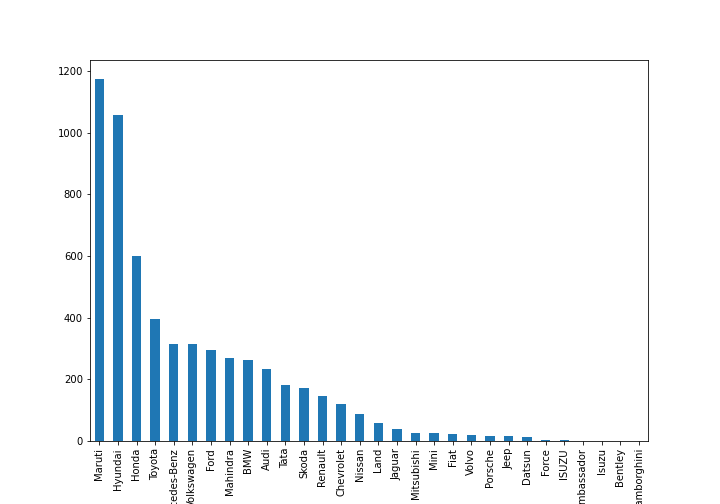 1200
1000
800
600
400
200
0
Maruti
Hyundai
Honda
Toyota
edes-Benz
olkswagen
Ford
Mahindra
BMW
Audi
Tata
Skoda
Renault
Chevrolet
Nissan
Land
Jaguar
Mitsubishi
Mini
Fiat
Volvo
Porsche
Jeep
Datsun
Force
ISUZU
mbassador
Isuzu
Bentley
amborghini